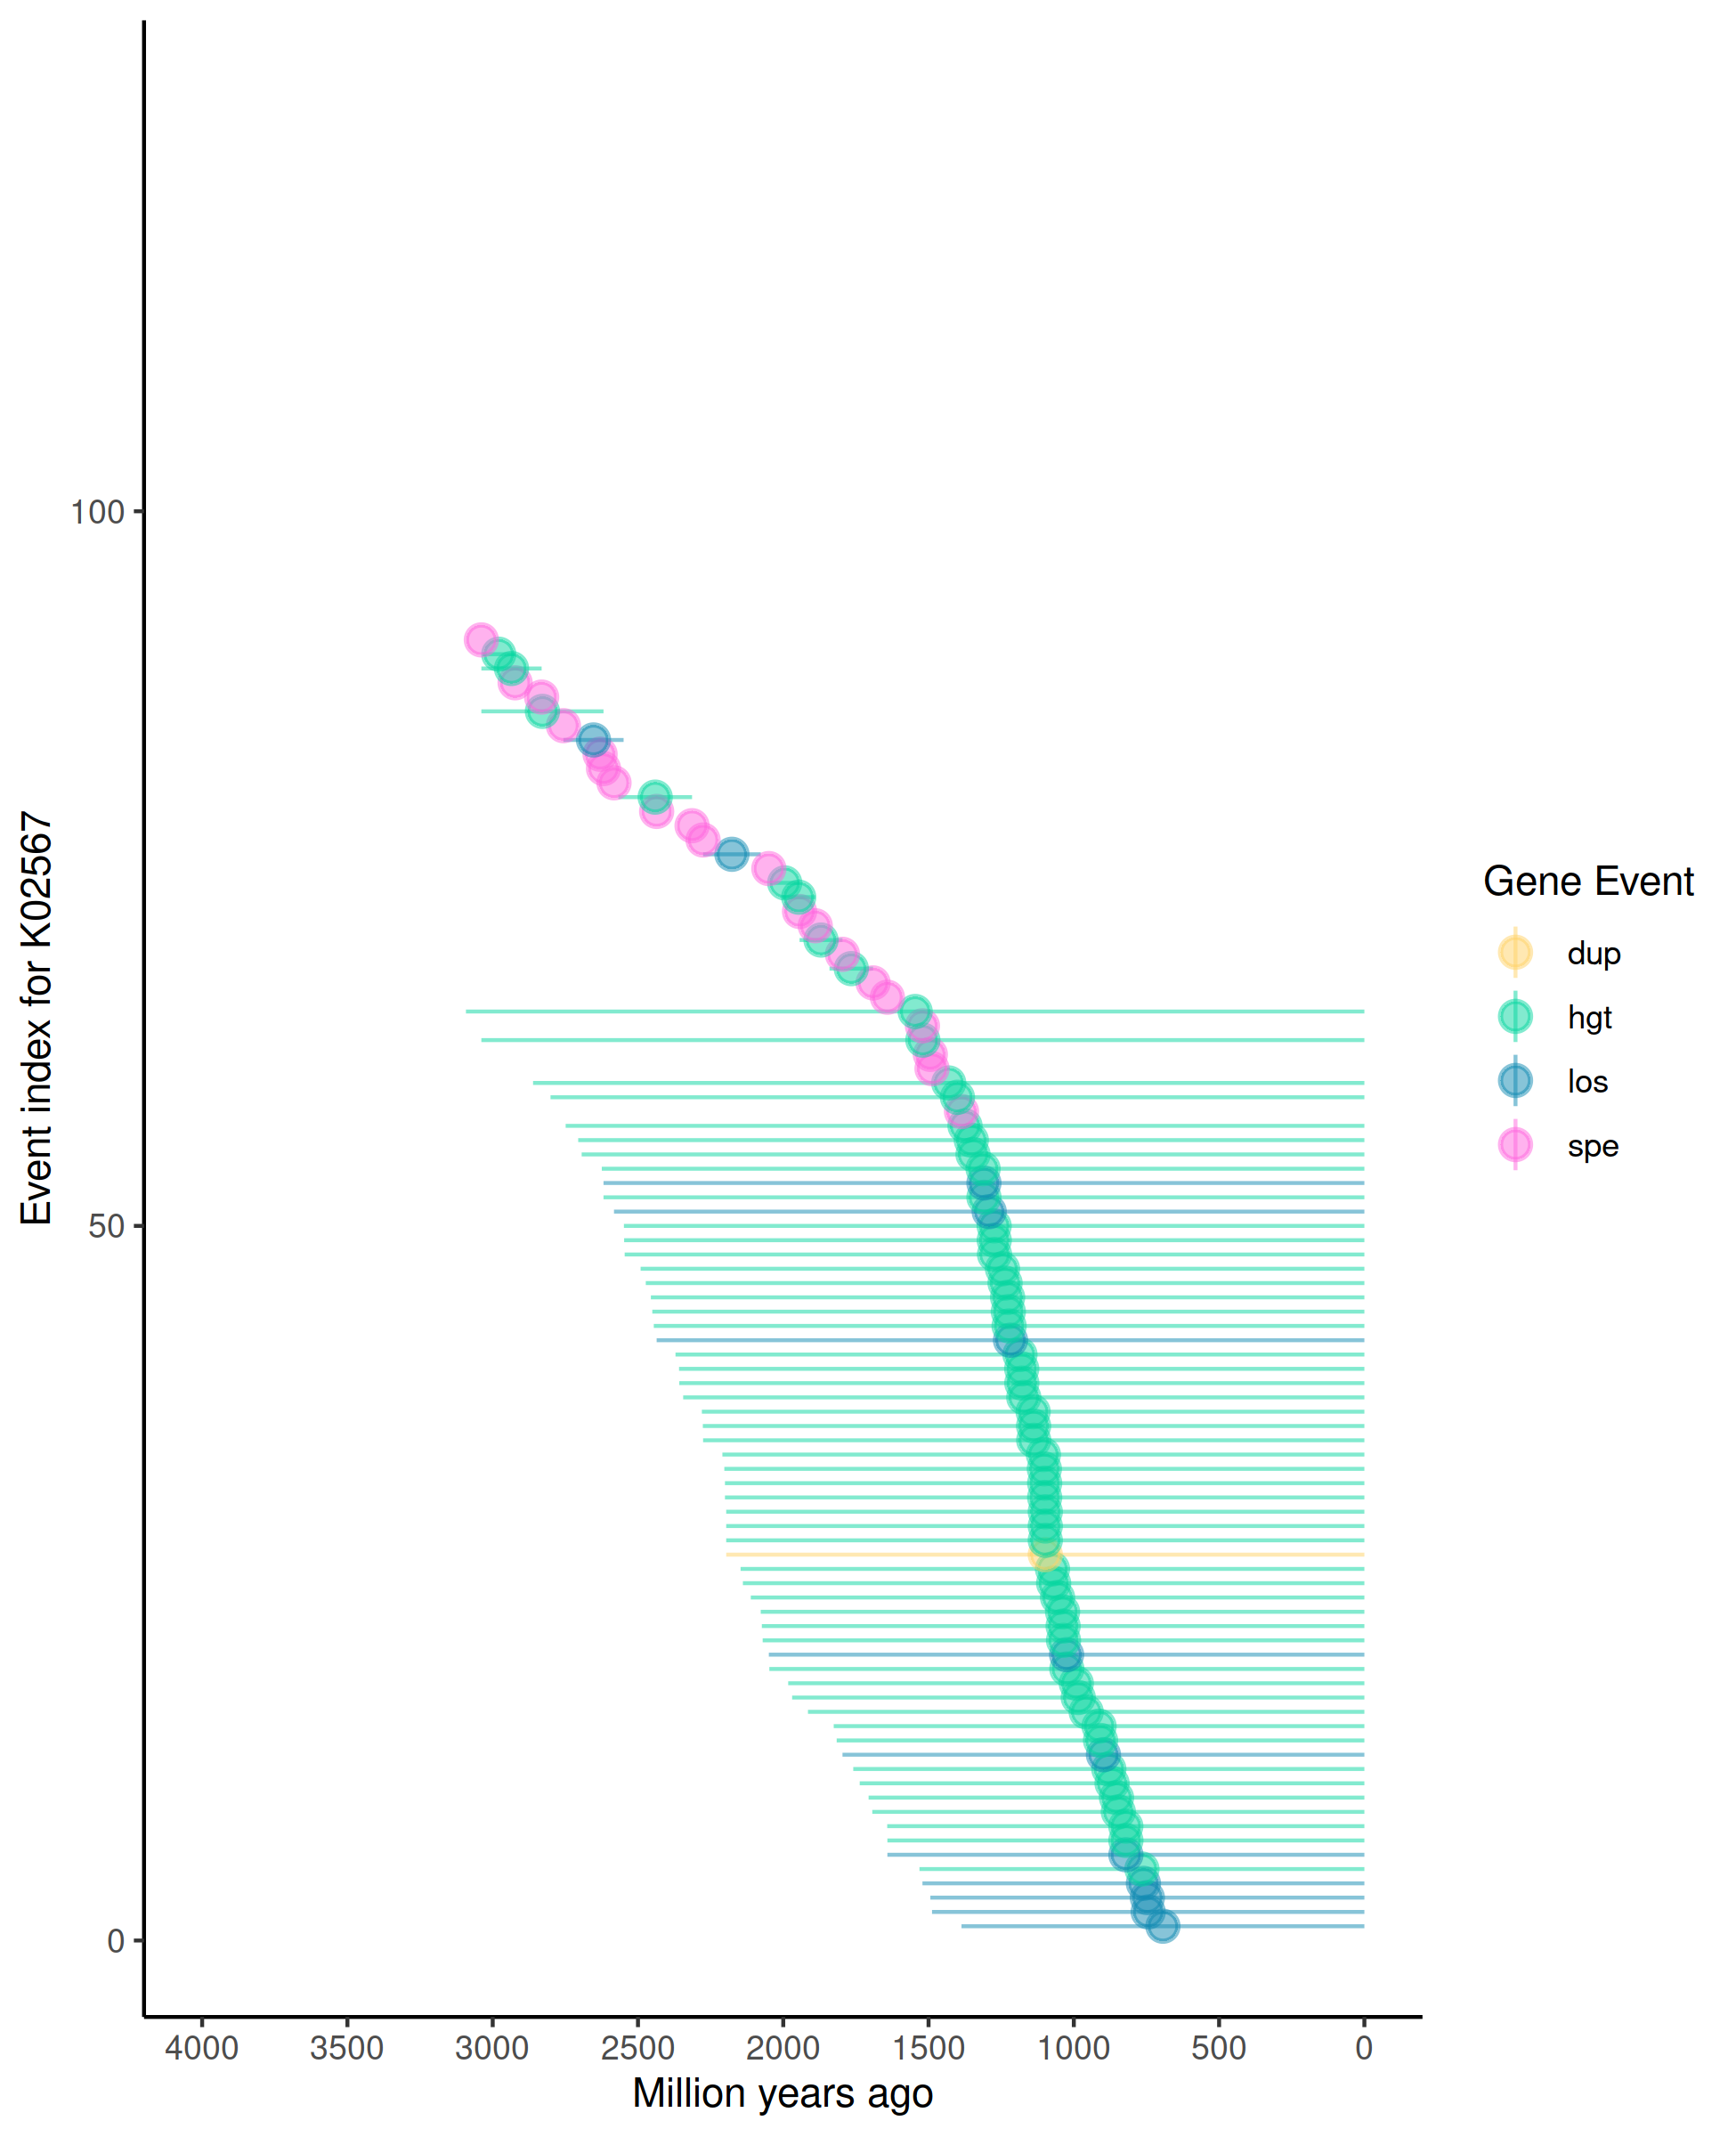 Event index for K02567
100
50
0
4000 3500 3000 2500 2000 1500 1000 500 0
Million years ago
Gene Event
dup
hgt
los
spe